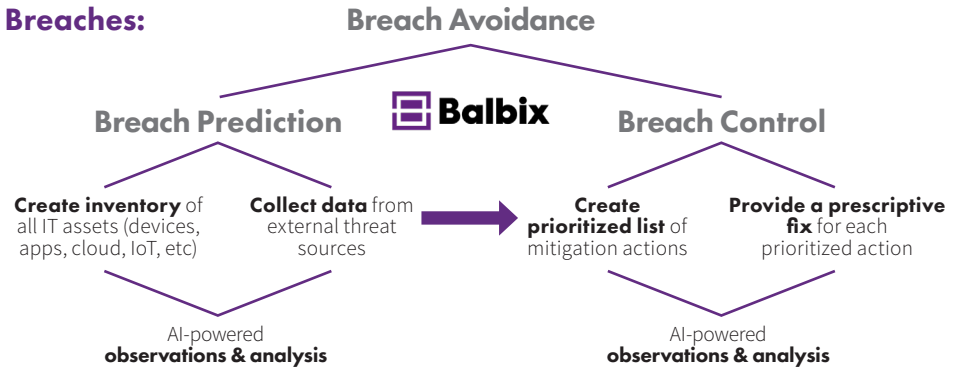 Breaches:
Breach Avoidance
Balbix
Breach Prediction
Breach Control
Create inventory of
all IT assets (devices,
apps, cloud, IoT, etc)
Collect data from
external threat
sources
Create
prioritized list of
mitigation actions
Provide a prescriptive
fix for each
prioritized action
AI-powered
observations & analysis
AI-powered
observations & analysis